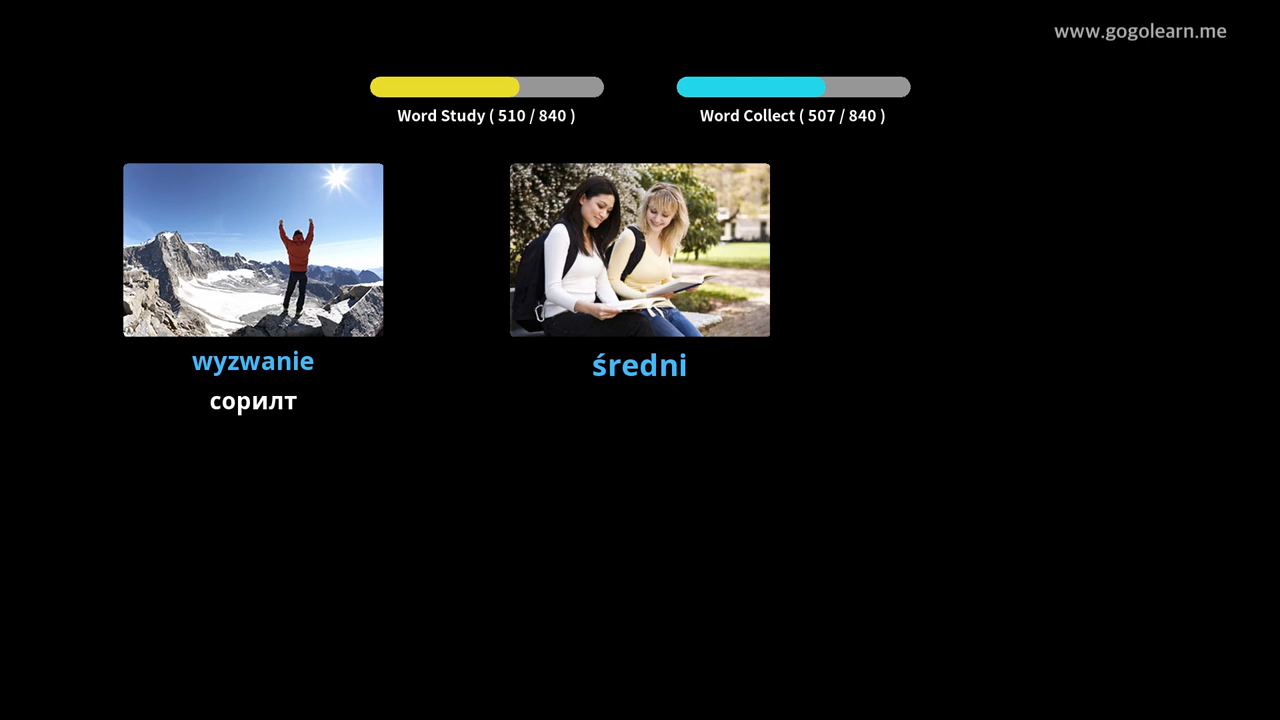 www.gogolearn.me
Word Study ( 510 / 840 )
Word Collect ( 507 / 840 )
wyzwanie
сорилт
średni